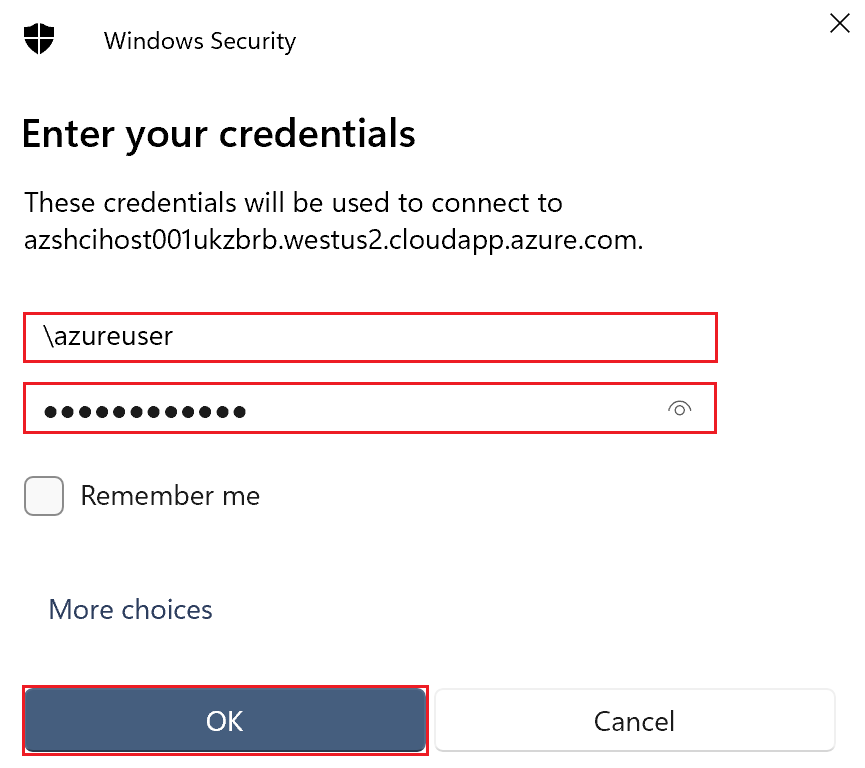 Windows Security
Enter your credentials
These credentials will be used to connect to
azshcihost001ukzbrb.westus2.cloudapp.azure.com.
\azureuser
●●●●●●●●●●●●
Remember me
More choices
OK
Cancel